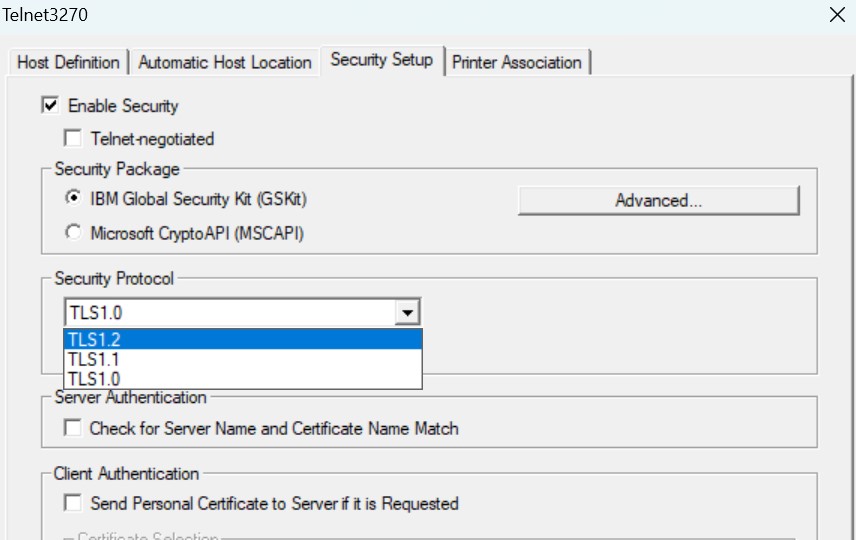 Telnet3270
Host Definition
Automatic Host Location
Security Setup
Printer Association
Enable Security
Telnet-negotiated
Security Package
IBM Global Security Kit (GSKit)
Advanced...
Microsoft CryptoAPI (MSCAPI)
Security Protocol
TLS1.0
TLS1.2
TLS1.1
TLS1.0
Server Authentication
Check for Server Name and Certificate Name Match
Client Authentication
Send Personal Certificate to Server if it is Requested
Certificate Selection